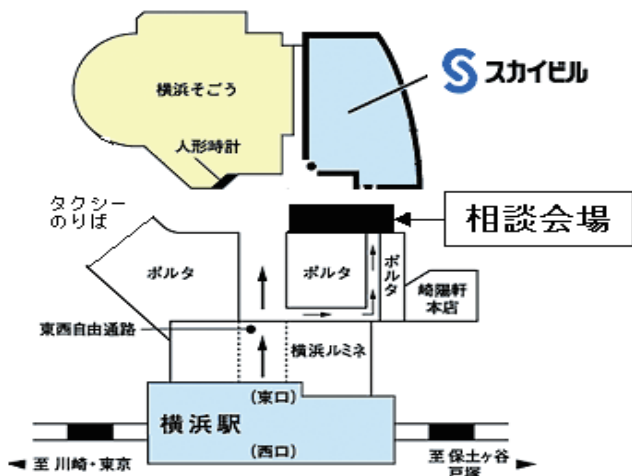 横浜そごう
S スカイビル
人形時計
タクシー
のりば
相談会場
ポルタ
ポルタ
ポルタ
崎陽軒
本店
東西自由通路
横浜ルミネ
(東口)
横浜駅
(西口)
至 川崎・東京
至 保土ヶ谷
戸塚